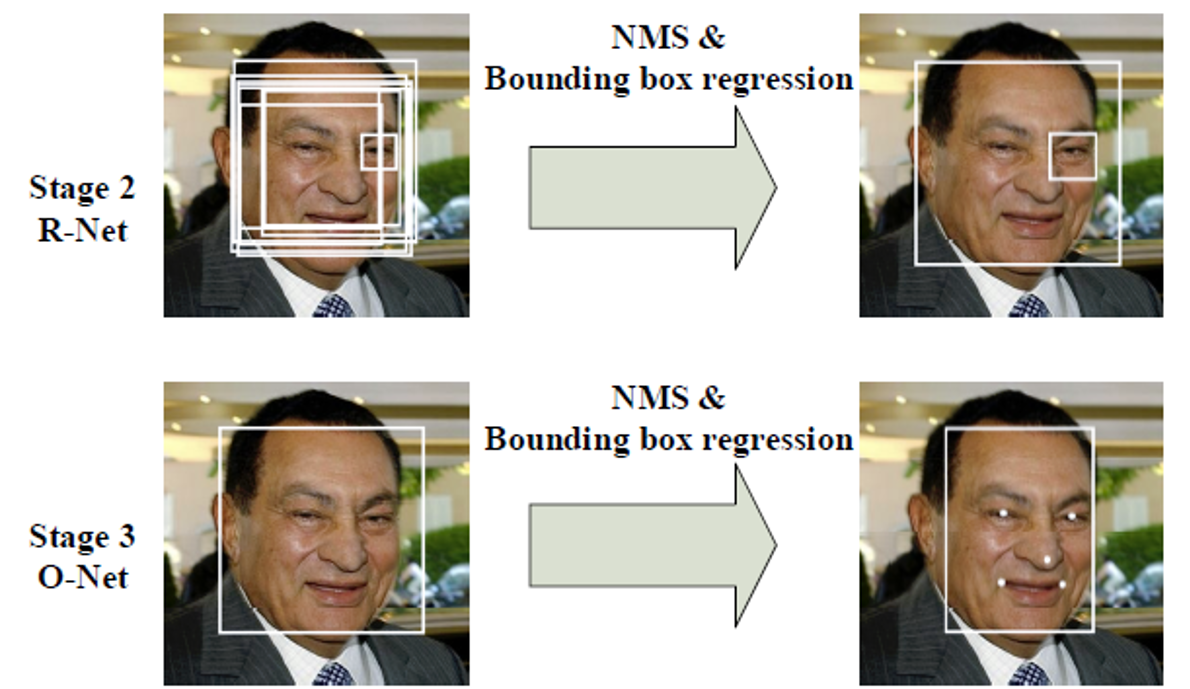 NMS &
Bounding box regression
Stage 2
R-Net
NMS &
Bounding box regression
Stage 3
O-Net